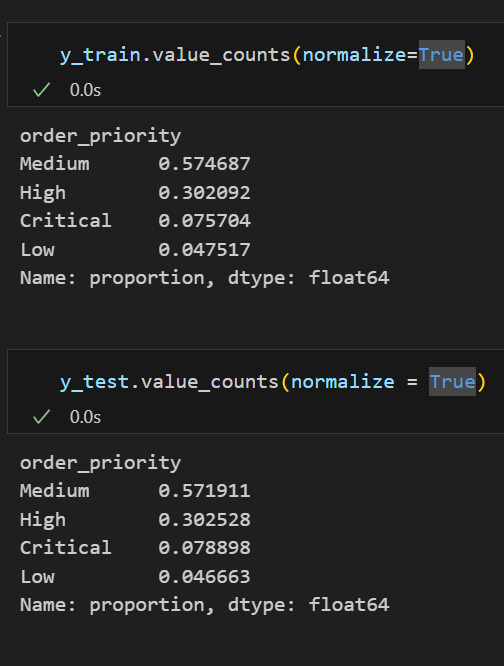 y_train.value_counts(normalize=True)
0.0s
order_priority
Medium      0.574687
High        0.302092
Critical    0.075704
Low         0.047517
Name: proportion, dtype: float64
y_test.value_counts(normalize = True)
0.0s
order_priority
Medium      0.571911
High        0.302528
Critical    0.078898
Low         0.046663
Name: proportion, dtype: float64